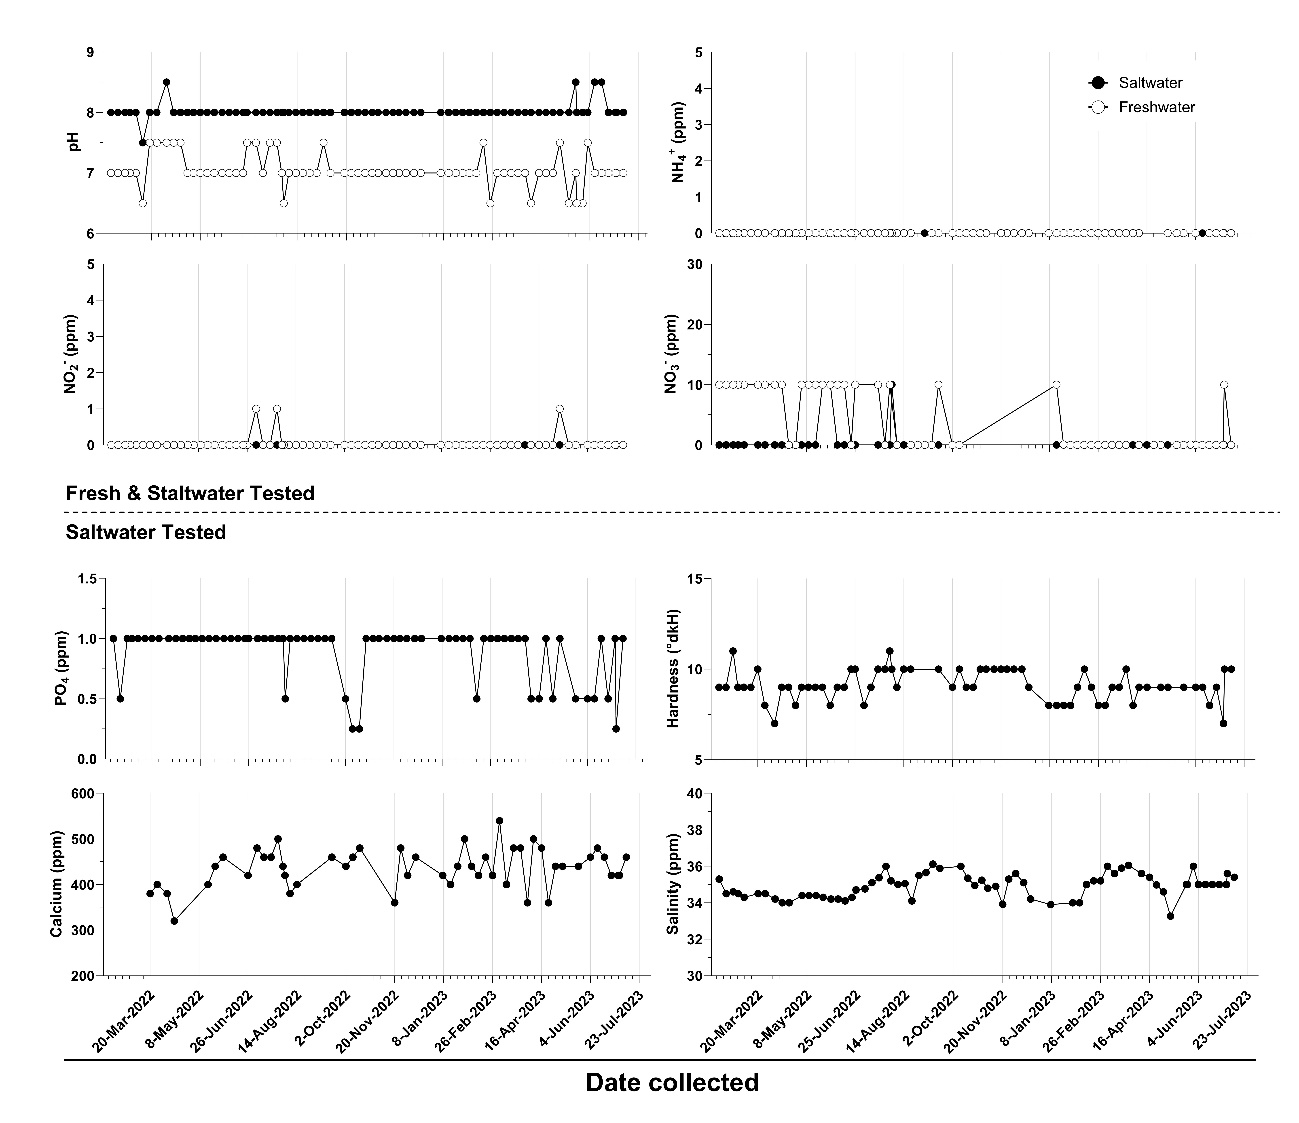 9
8
7
6
pH
5
4
3
2
1
0
NH4+ (ppm)
Saltwater
Freshwater
5
4
3
2
1
0
NO2- (ppm)
30
20
10
0
NO3- (ppm)
Fresh & Staltwater Tested
Saltwater Tested
1.5
1.0
0.5
0.0
PO4 (ppm)
15
10
5
Hardness (°dkH)
600
500
400
300
200
Calcium (ppm)
40
38
36
34
32
30
Salinity (ppm)
20-Mar-2022
8-May-2022
26-Jun-2022
14-Aug-2022
2-Oct-2022
20-Nov-2022
8-Jan-2023
26-Feb-2023
16-Apr-2023
4-Jun-2023
23-Jul-2023
20-Mar-2022
8-May-2022
25-Jun-2022
14-Aug-2022
2-Oct-2022
20-Nov-2022
8-Jan-2023
26-Feb-2023
16-Apr-2023
4-Jun-2023
23-Jul-2023
Date collected